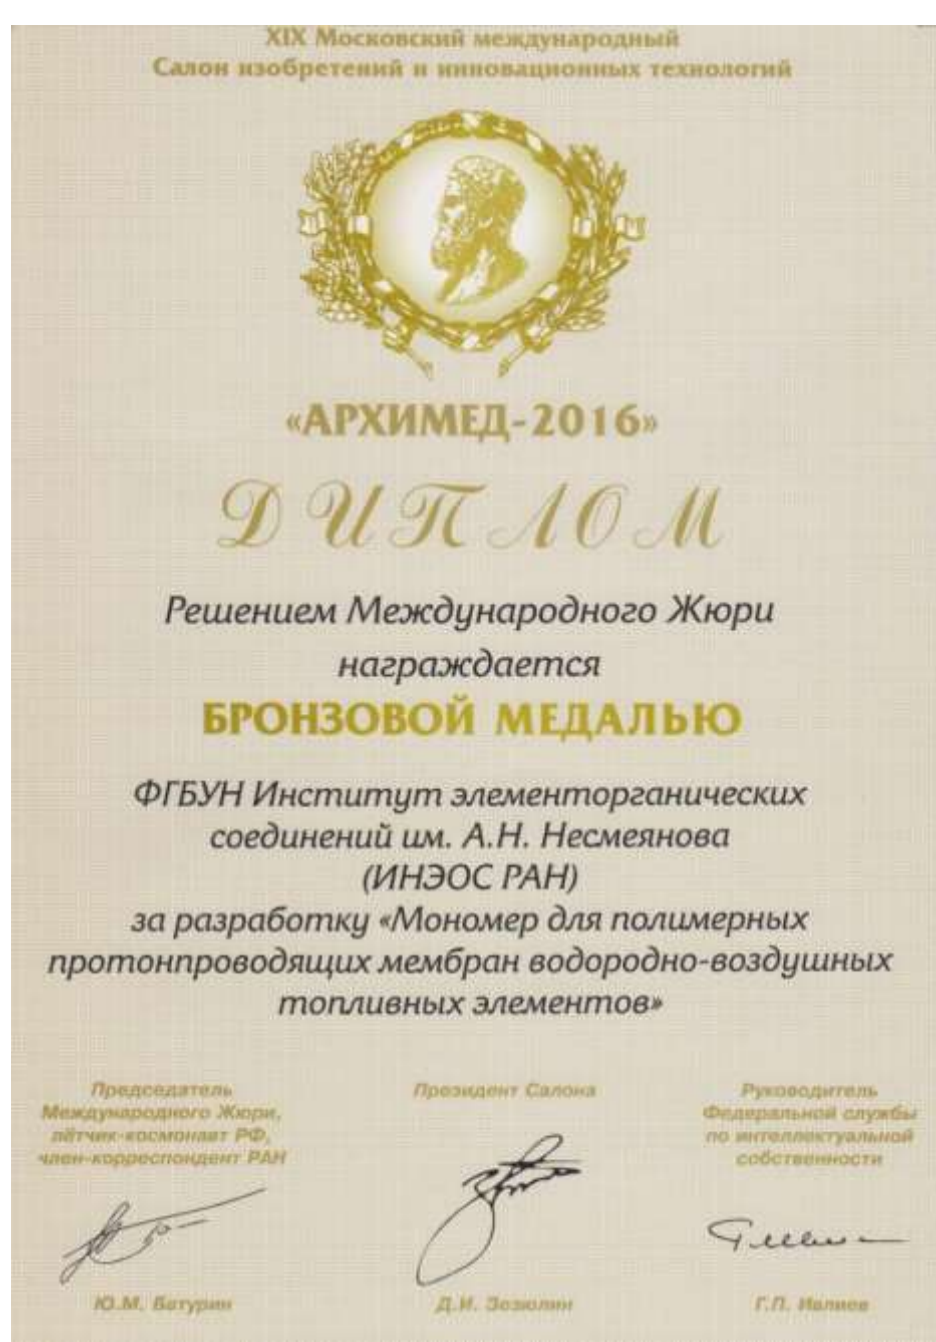 XIX Московский международный
Салон изобретений и инновационных технологий
«АРХИМЕД-2016»
ДИПЛОМ
Решением Международного Жюри
награждается
БРОНЗОВОЙ МЕДАЛЬЮ
ФГБУН Институт элементорганических
соединений им. А.Н. Несмеянова
(ИНЭОС РАН)
за разработку «Мономер для полимерных
протонпроводящих мембран водородно-воздушных
топливных элементов»
Председатель
Международного Жюри,
лётчик-космонавт РФ,
член-корреспондент РАН
Ю.М. Батурин
Президент Салона
Д.И. Зезюлин
Руководитель
Федеральной службы
по интеллектуальной
собственности
Г.П. Ивлиев